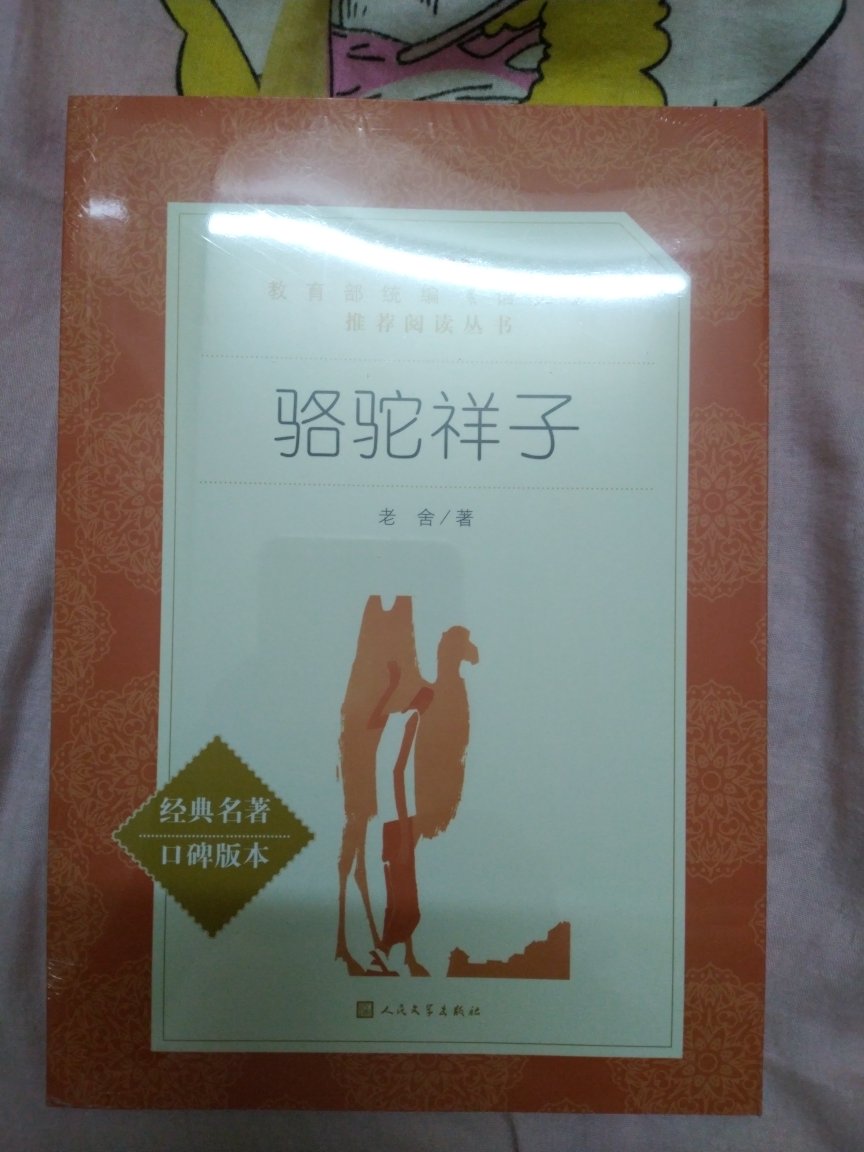 教育部统编《语
推荐阅读丛书
骆驼祥子
老 舍/著
经典名著
口碑版本
人民文学出版社